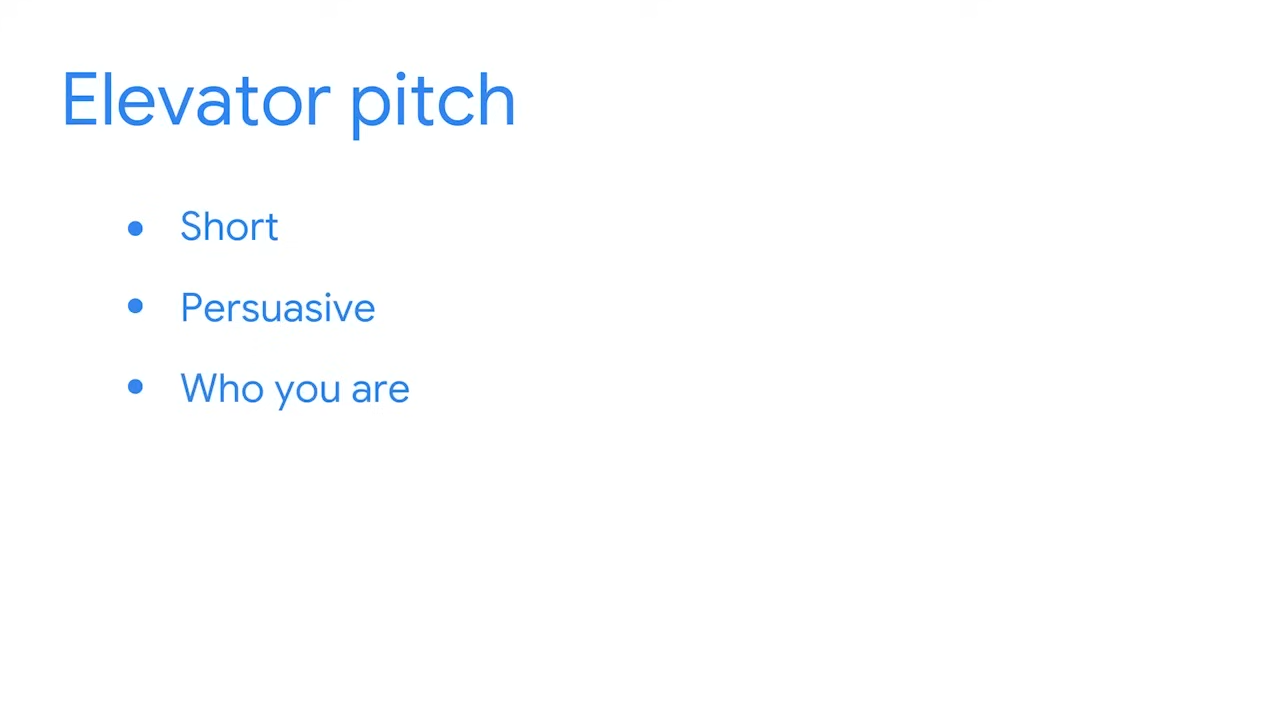 Elevator pitch
• Short
• Persuasive
• Who you are